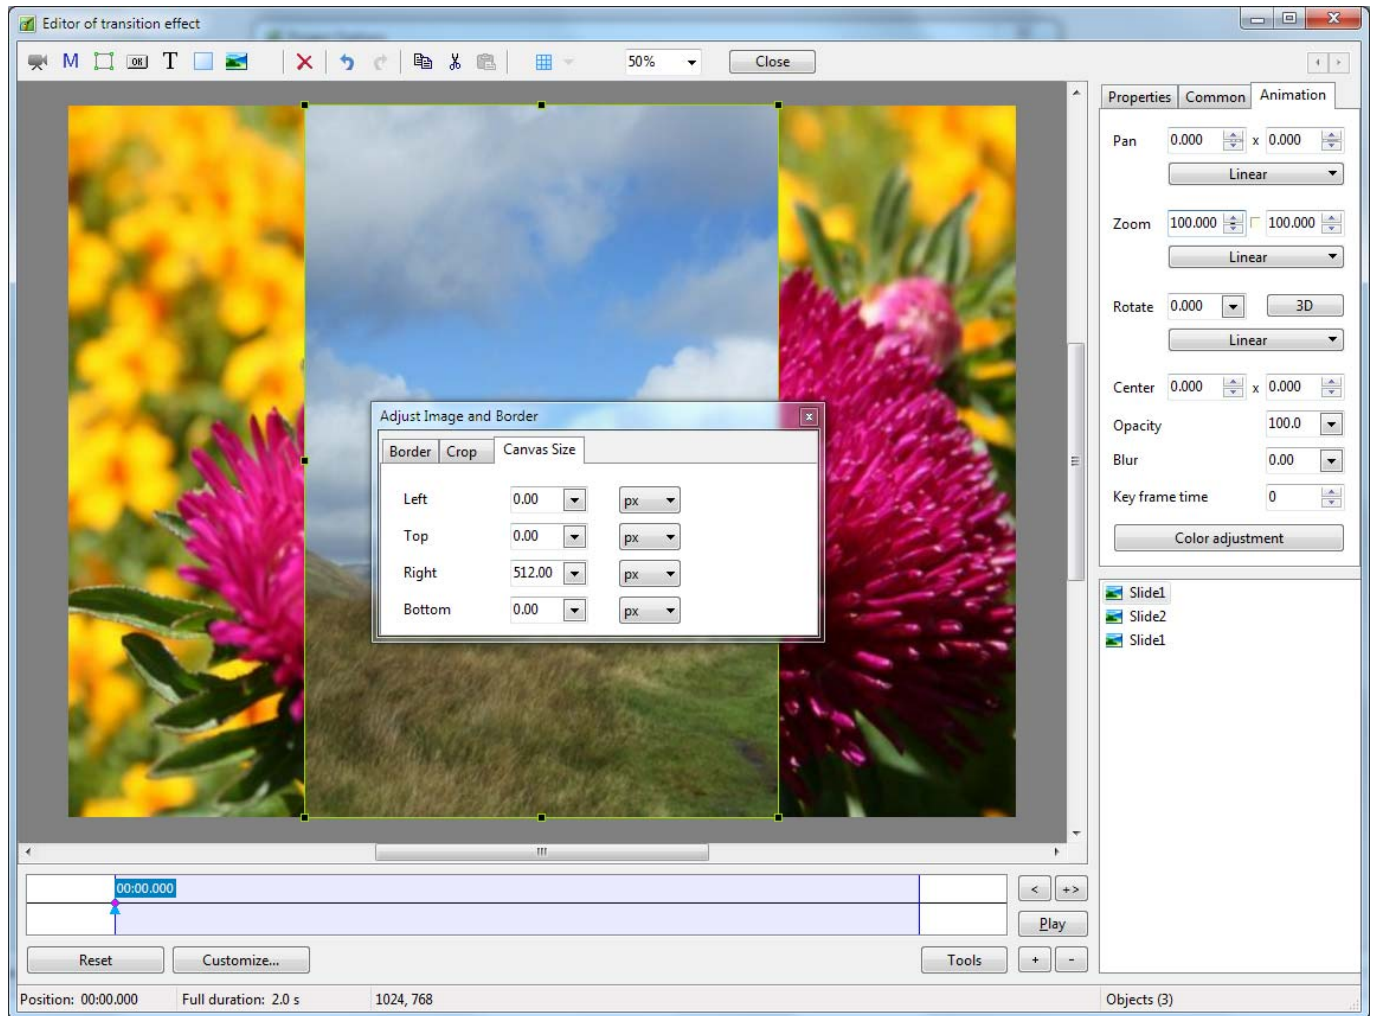 Editor of transition effect
M OK T 50% Close
Properties Common Animation
Pan 0.000 x 0.000
Linear
Zoom 100.000 100.000
Linear
Rotate 0.000 3D
Linear
Center 0.000 x 0.000
Opacity 100.0
Blur 0.00
Key frame time 0
Color adjustment
Adjust Image and Border
Border Crop Canvas Size
Left 0.00 px
Top 0.00 px
Right 512.00 px
Bottom 0.00 px
Slide1
Slide2
Slide1
00:00.000
< +>
Play
Reset Customize... Tools + -
Position: 00:00.000 Full duration: 2.0 s 1024, 768 Objects (3)